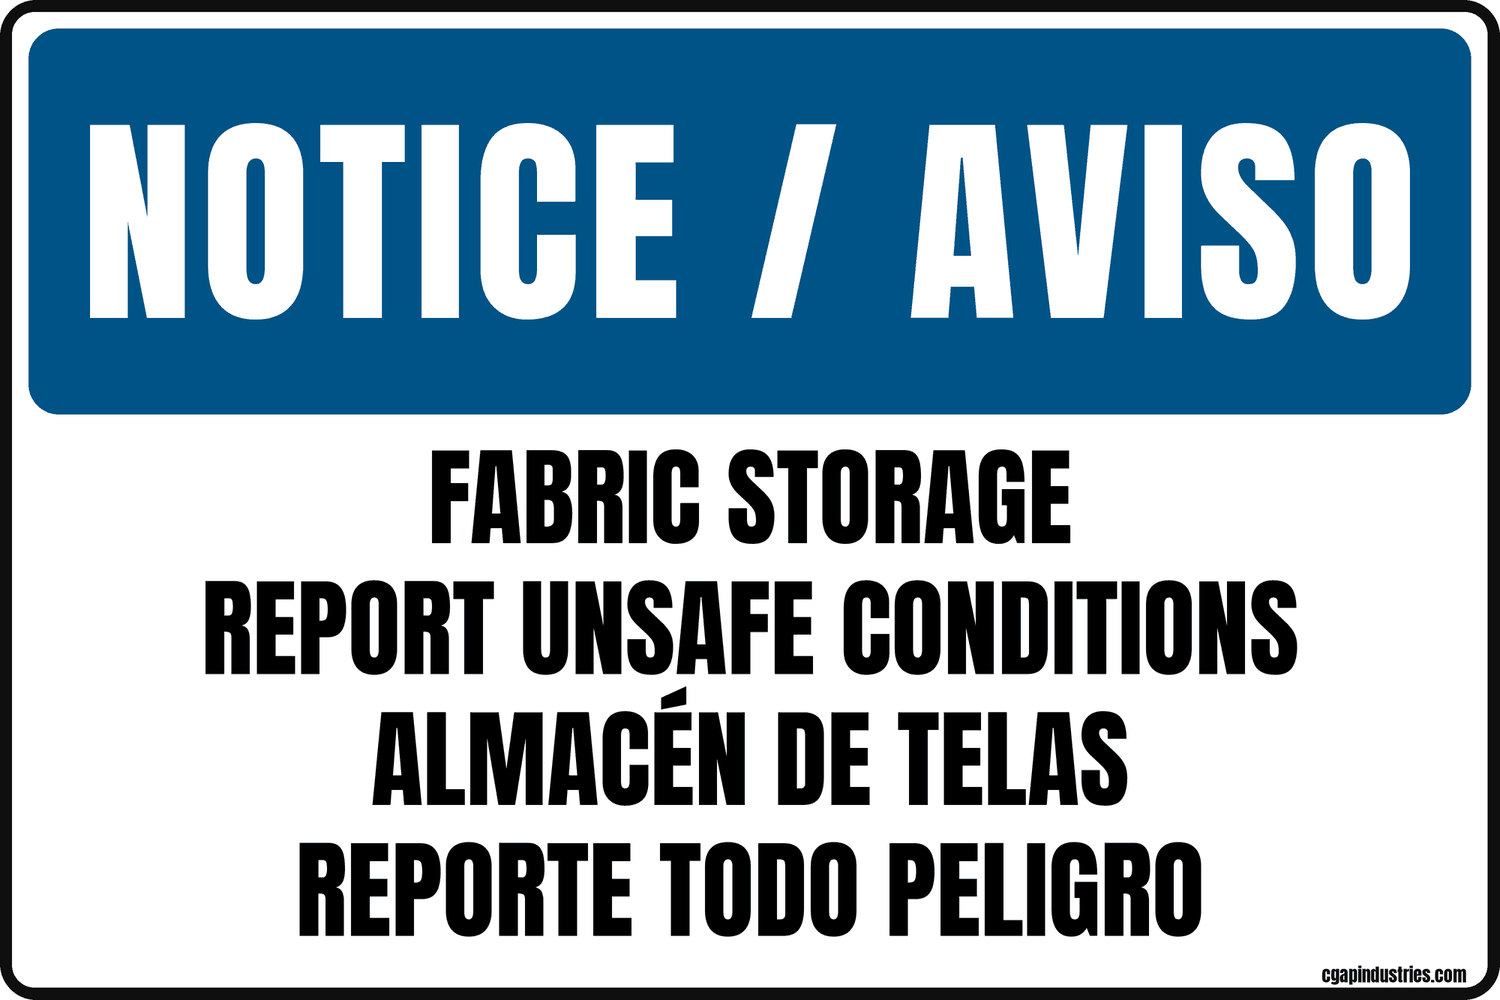 NOTICE / AVISO
FABRIC STORAGE
REPORT UNSAFE CONDITIONS
ALMACÉN DE TELAS
REPORTE TODO PELIGRO
cgapindustries.com